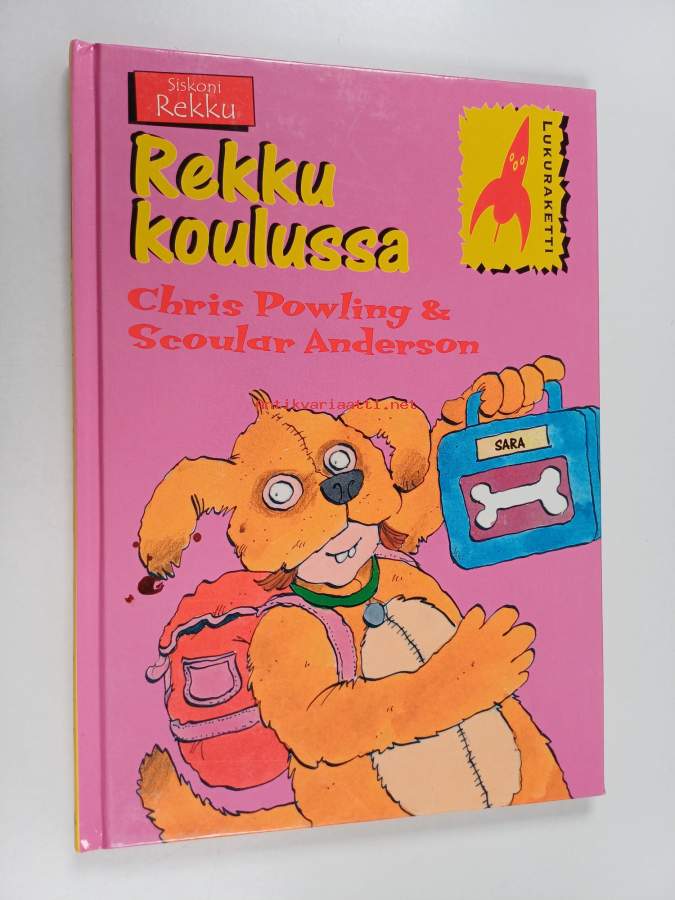 Siskoni
Rekku
LUKURAKETTI
Rekku
koulussa
Chris Powling &
Scoular Anderson
antikvariaatti.net
SARA